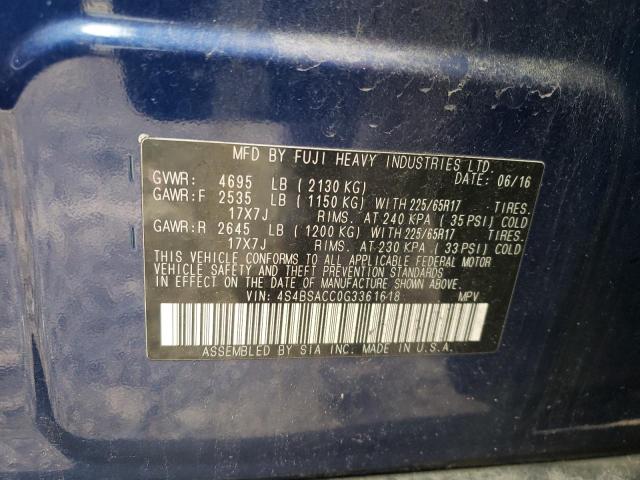 MFD BY FUJI HEAVY INDUSTRIES LTD. DATE: 06/16
GVWR: 4695 LB (2130 KG)
GAWR:F 2535 LB (1150 KG) WITH 225/65R17 TIRES.
17X7J RIMS. AT 240 KPA (35 PSI) COLD
GAWR:R 2645 LB (1200 KG) WITH 225/65R17 TIRES.
17X7J RIMS. AT 230 KPA (33 PSI) COLD
THIS VEHICLE CONFORMS TO ALL APPLICABLE FEDERAL MOTOR
VEHICLE SAFETY AND THEFT PREVENTION STANDARDS
IN EFFECT ON THE DATE OF MANUFACTURE SHOWN ABOVE.
VIN: 4S4BSACC0G3361618 MPV
ASSEMBLED BY SIA INC. MADE IN U.S.A.